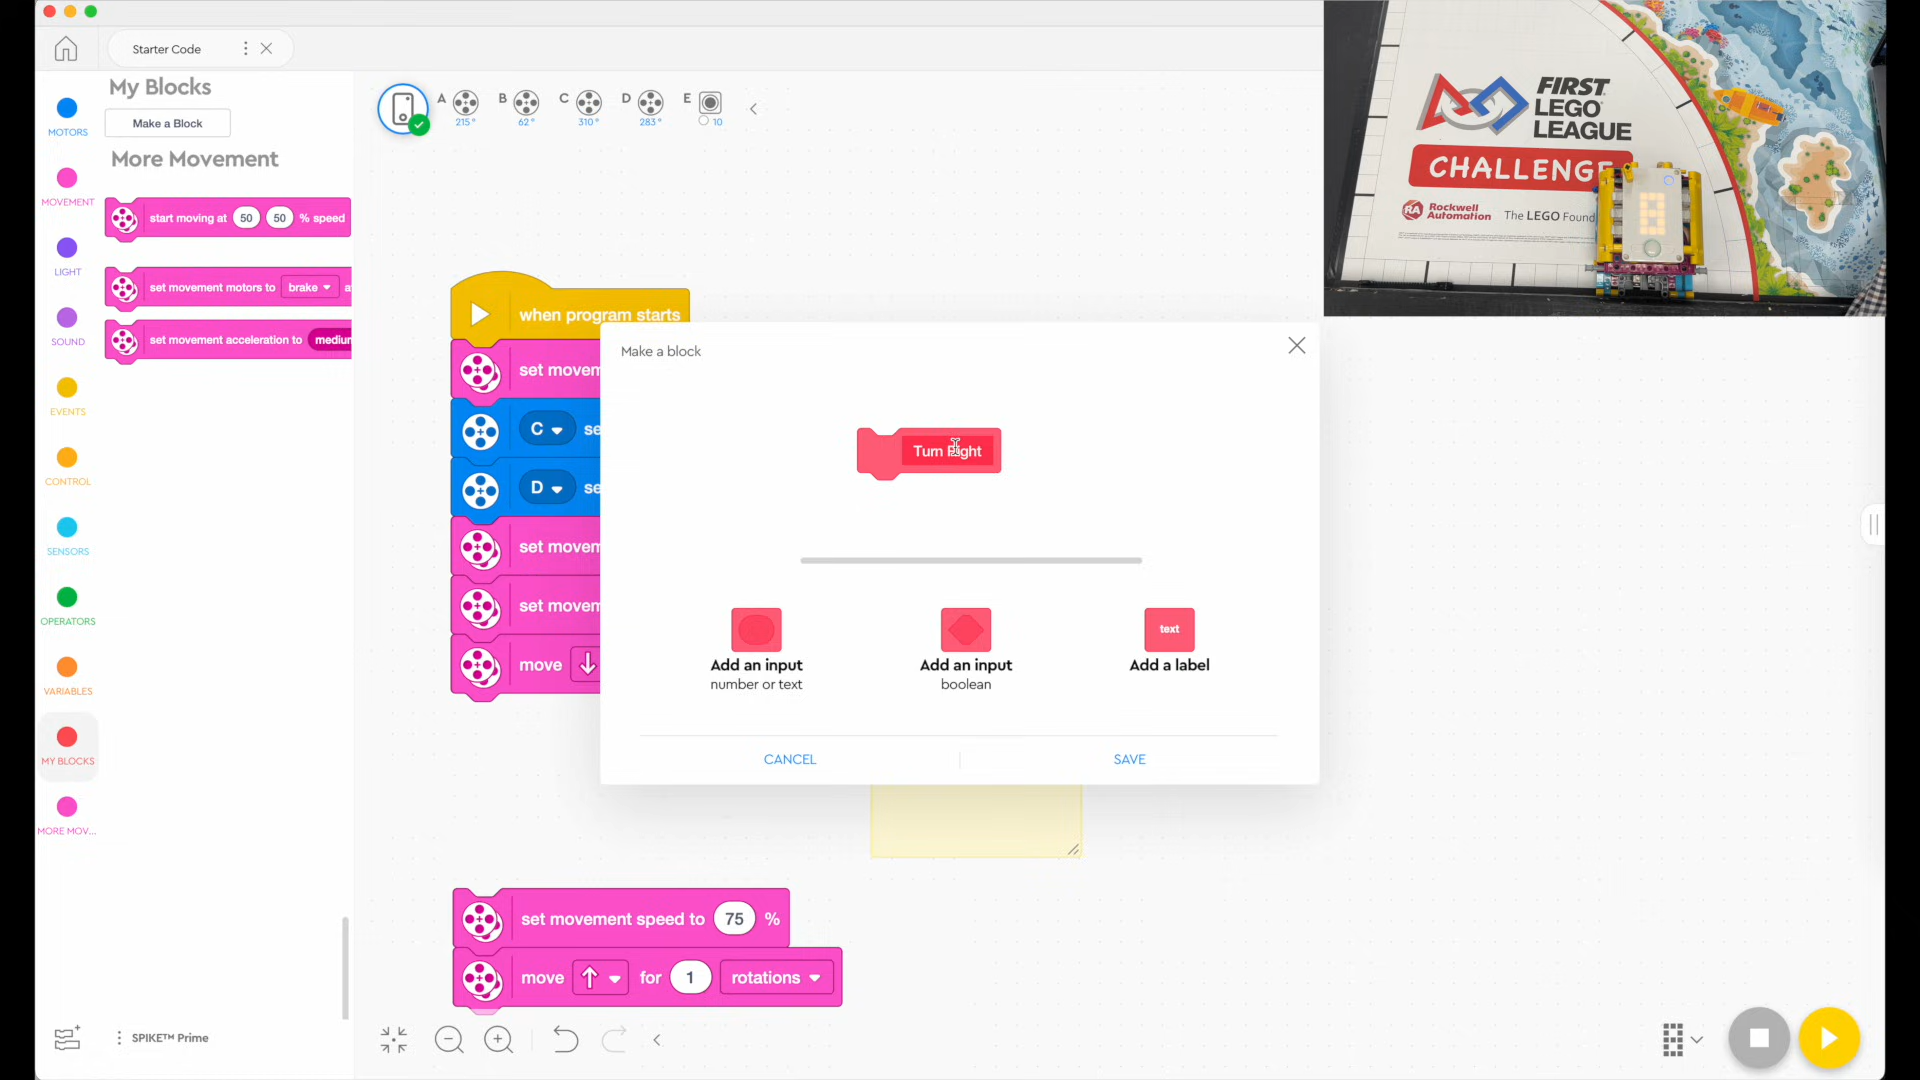 Starter Code
My Blocks
Make a Block
More Movement
start moving at 50 50 % speed
set movement motors to brake
set movement acceleration to
MOTORS
MOVEMENT
LIGHT
SOUND
EVENTS
CONTROL
SENSORS
OPERATORS
VARIABLES
MY BLOCKS
MORE MOV...
SPIKE™ Prime
A B C D E
215° 62° 310° 283° 10
when program starts
set movem
C se
D se
set movem
set movem
move
Make a block
Turn Right
Add an input
number or text
Add an input
boolean
text
Add a label
CANCEL
SAVE
set movement speed to 75 %
move for 1 rotations
FIRST
LEGO
LEAGUE
CHALLENGE
RA Rockwell
Automation
The LEGO Found